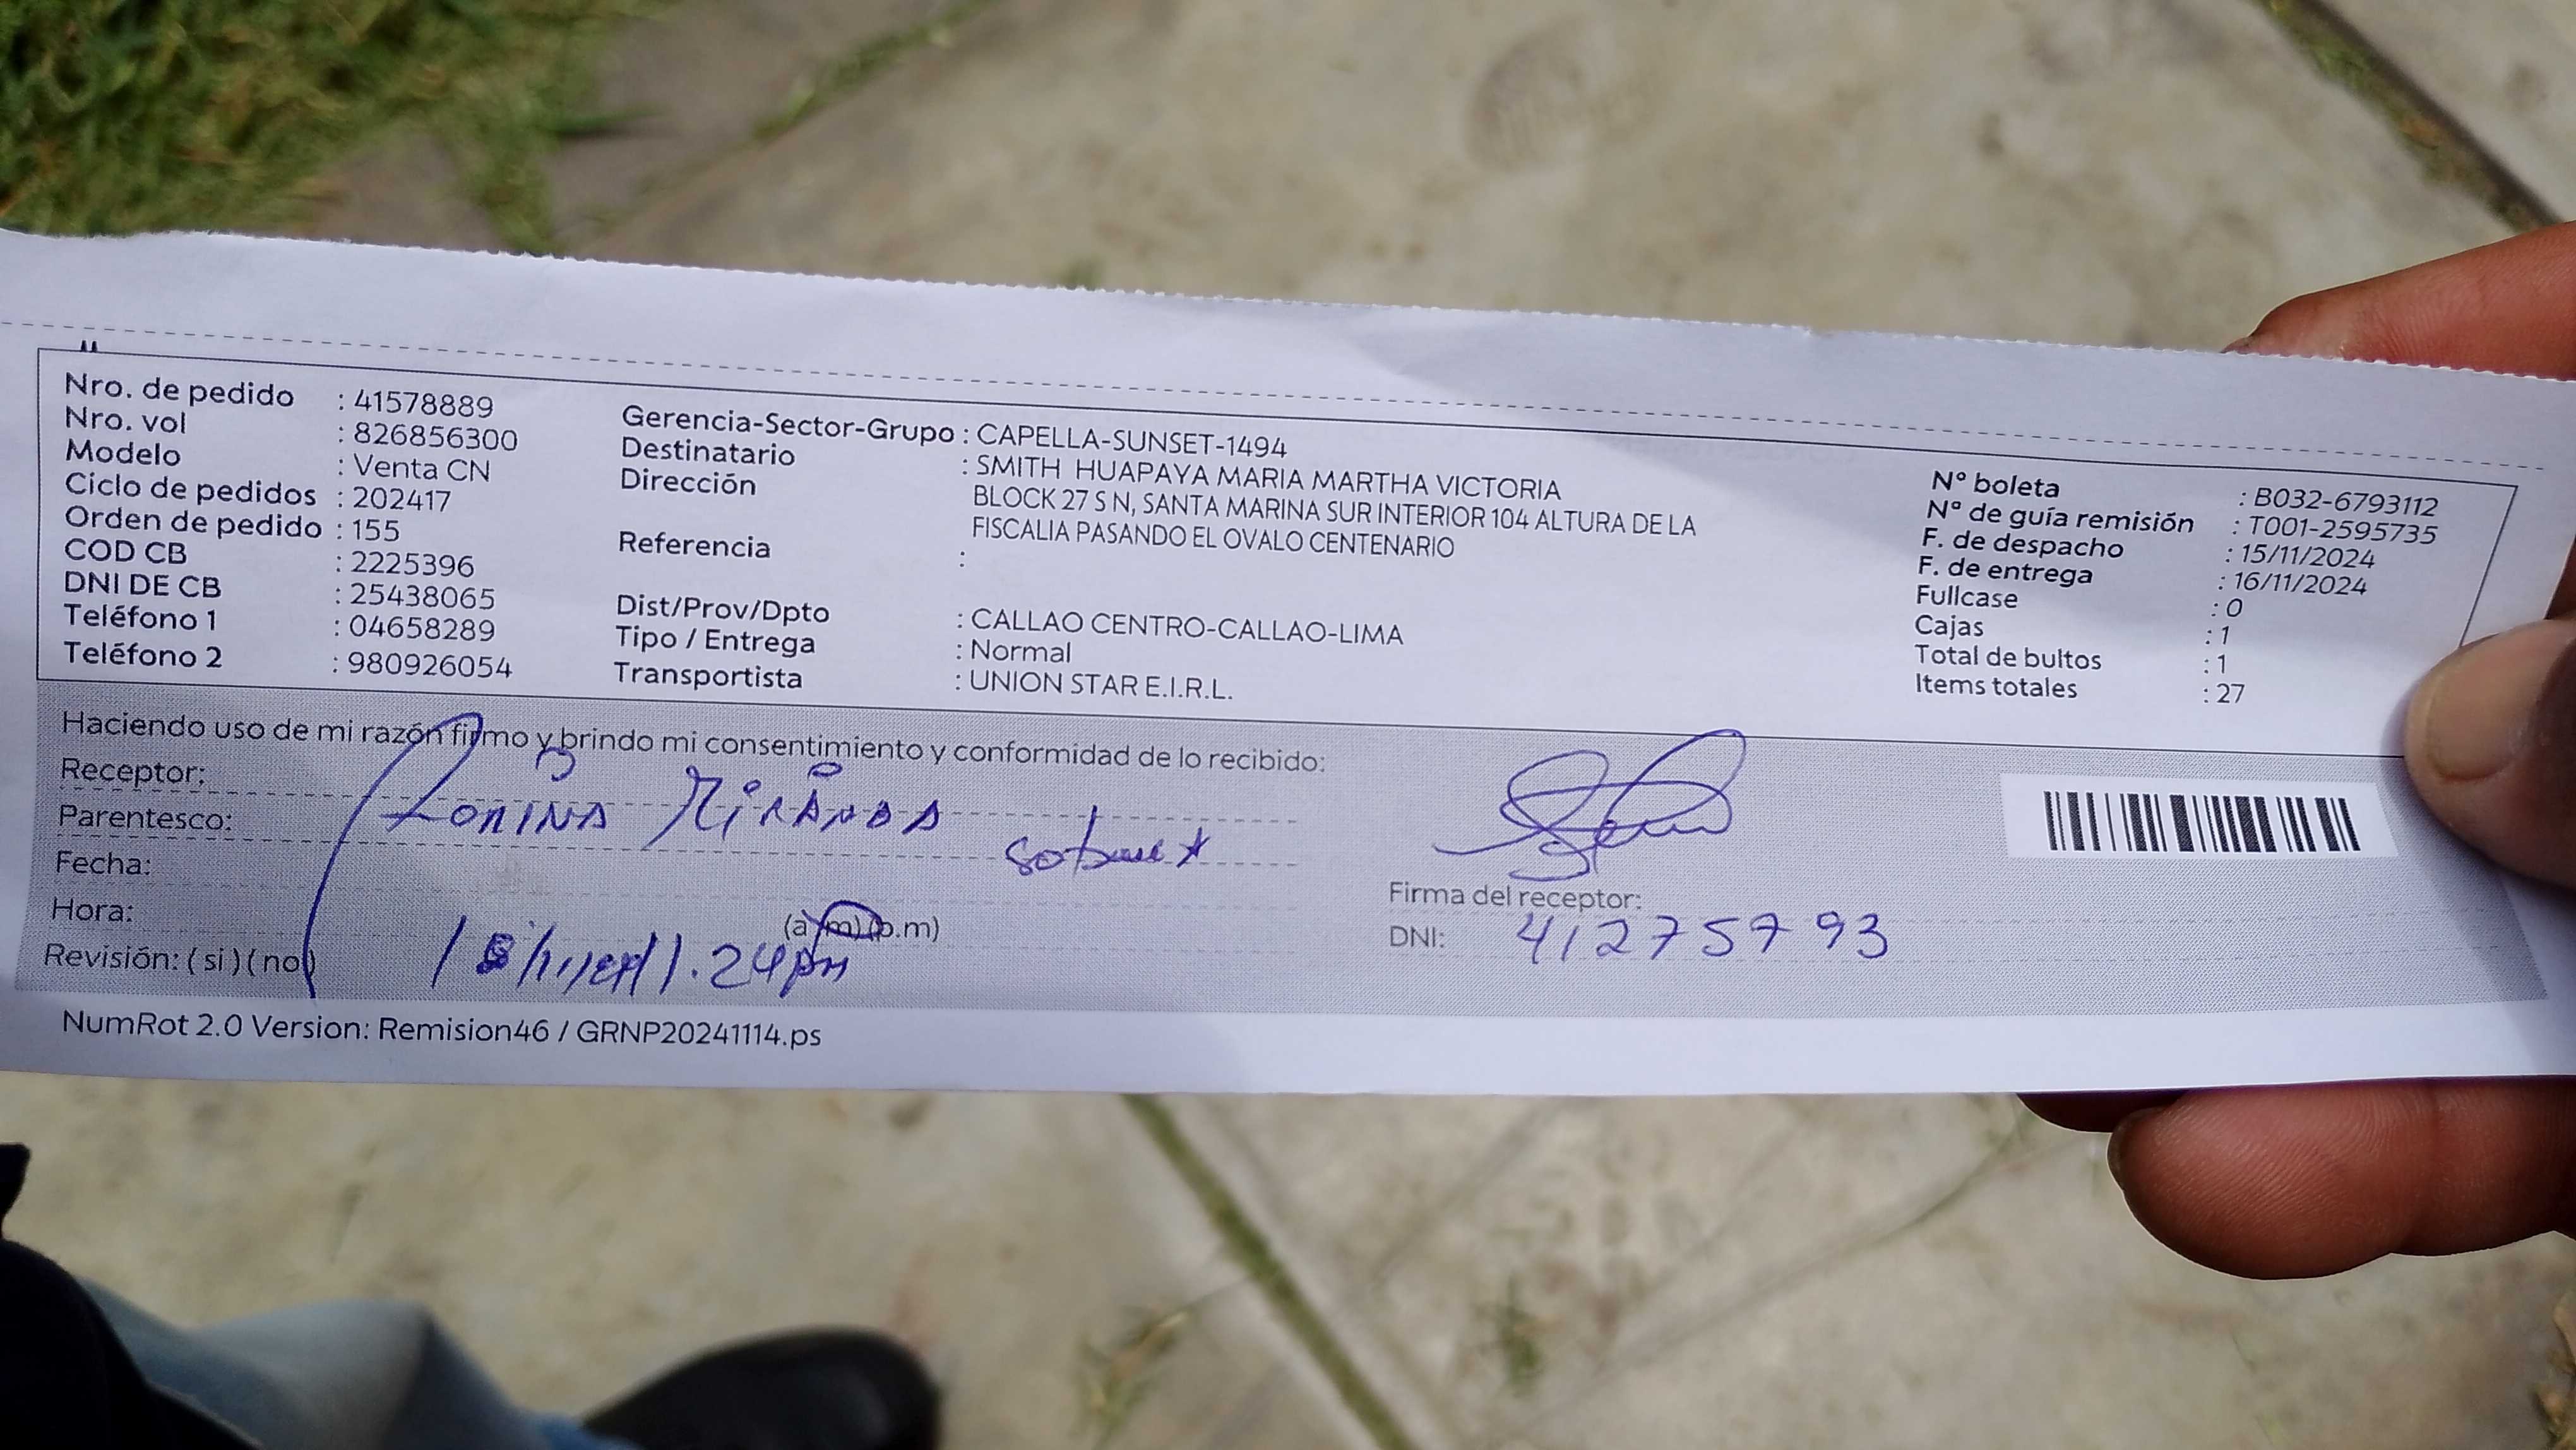 Nro. de pedido : 41578889
Nro. vol : 826856300
Modelo : Venta CN
Ciclo de pedidos : 202417
Orden de pedido : 155
COD CB : 2225396
DNI DE CB : 25438065
Teléfono 1 : 04658289
Teléfono 2 : 980926054
Gerencia-Sector-Grupo : CAPELLA-SUNSET-1494
Destinatario : SMITH HUAPAYA MARIA MARTHA VICTORIA
Dirección BLOCK 27 S N, SANTA MARINA SUR INTERIOR 104 ALTURA DE LA
FISCALIA PASANDO EL OVALO CENTENARIO
Referencia :
Dist/Prov/Dpto : CALLAO CENTRO-CALLAO-LIMA
Tipo / Entrega : Normal
Transportista : UNION STAR E.I.R.L.
N° boleta : B032-6793112
N° de guía remisión : T001-2595735
F. de despacho : 15/11/2024
F. de entrega : 16/11/2024
Fullcase : 0
Cajas : 1
Total de bultos : 1
Items totales : 27
Haciendo uso de mi razón firmo y brindo mi consentimiento y conformidad de lo recibido:
Receptor:
Parentesco: MIRANDA
Fecha:
Hora: (a.m) (p.m)
Revisión: ( si ) ( no ) 1.24pm
Firma del receptor:
DNI: 41275793
NumRot 2.0 Version: Remision46 / GRNP20241114.ps